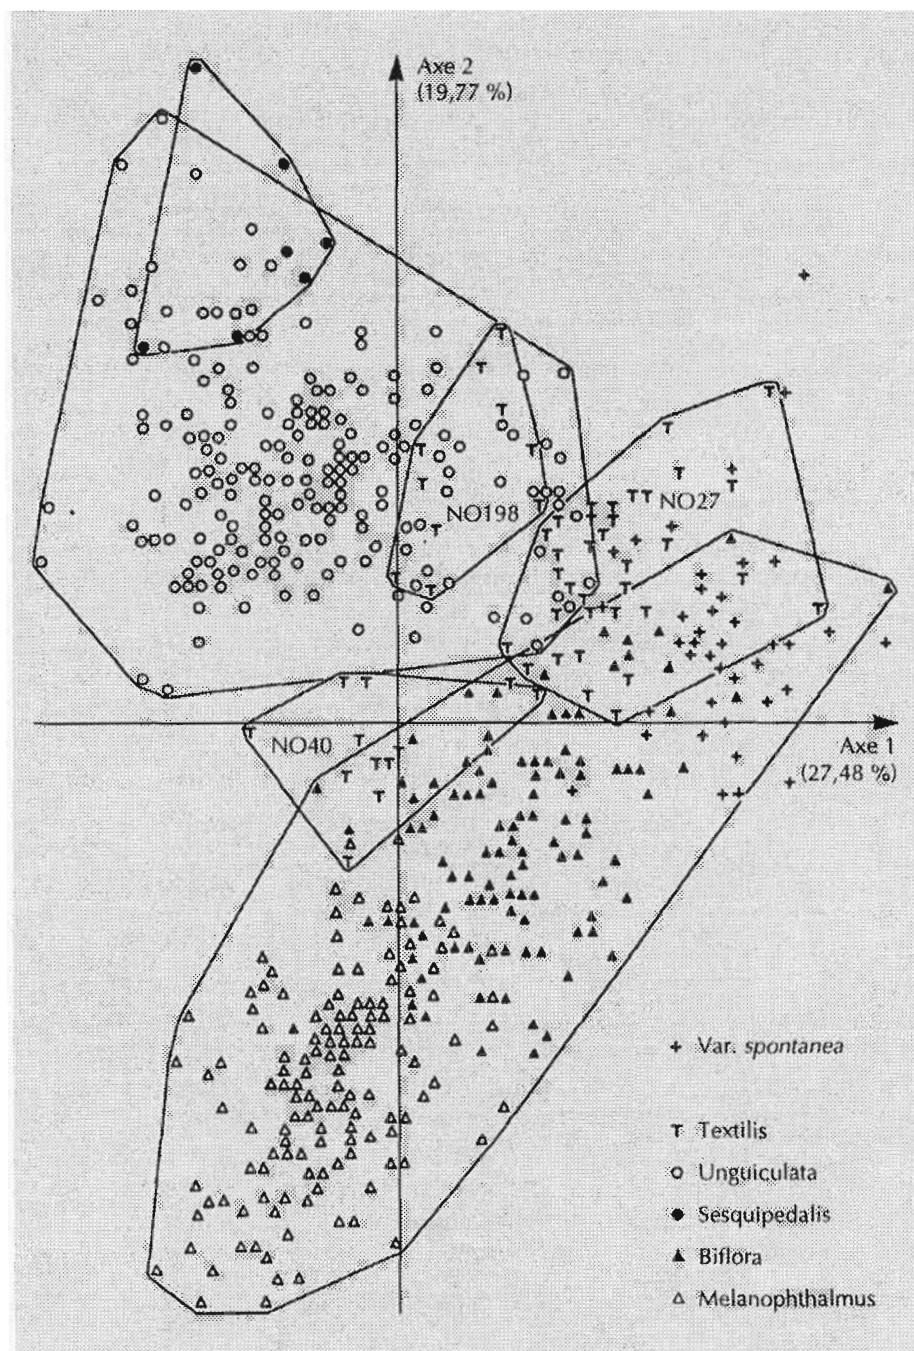 Axe 2
(19,77 %)
NO198
NO27
NO40
Axe 1
(27,48 %)
+ Var. spontanea
T Textilis
○ Unguiculata
● Sesquipedalis
▲ Biflora
△ Melanophthalmus